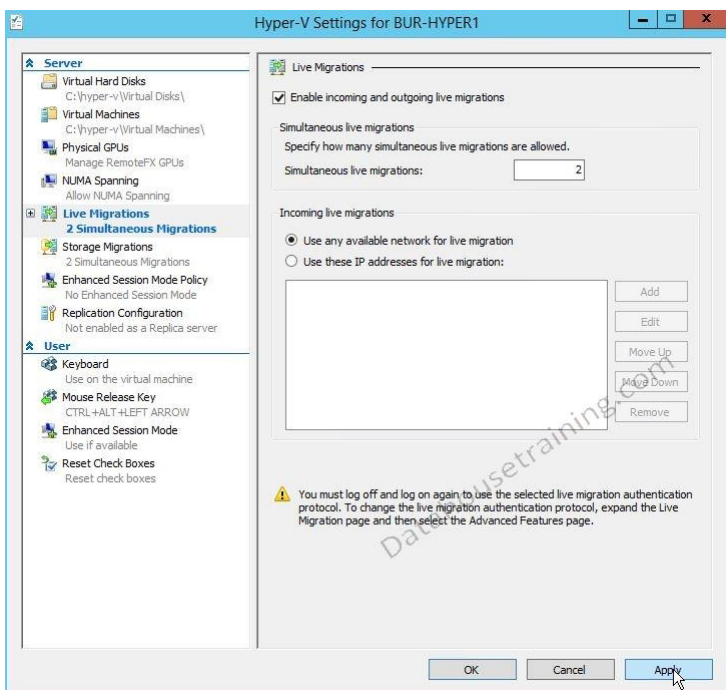 Hyper-V Settings for BUR-HYPER1
Server
Virtual Hard Disks
C:\hyper-v\Virtual Disks\
Virtual Machines
C:\hyper-v\Virtual Machines\
Physical GPUs
Manage RemoteFX GPUs
NUMA Spanning
Allow NUMA Spanning
Live Migrations
2 Simultaneous Migrations
Storage Migrations
2 Simultaneous Migrations
Enhanced Session Mode Policy
No Enhanced Session Mode
Replication Configuration
Not enabled as a Replica server
User
Keyboard
Use on the virtual machine
Mouse Release Key
CTRL+ALT+LEFT ARROW
Enhanced Session Mode
Use if available
Reset Check Boxes
Reset check boxes
Live Migrations
Enable incoming and outgoing live migrations
Simultaneous live migrations
Specify how many simultaneous live migrations are allowed.
Simultaneous live migrations: 2
Incoming live migrations
Use any available network for live migration
Use these IP addresses for live migration:
Add
Edit
Move Up
Move Down
Remove
You must log off and log on again to use the selected live migration authentication
protocol. To change the live migration authentication protocol, expand the Live
Migration page and then select the Advanced Features page.
Datahousetraining.com
OK Cancel Apply